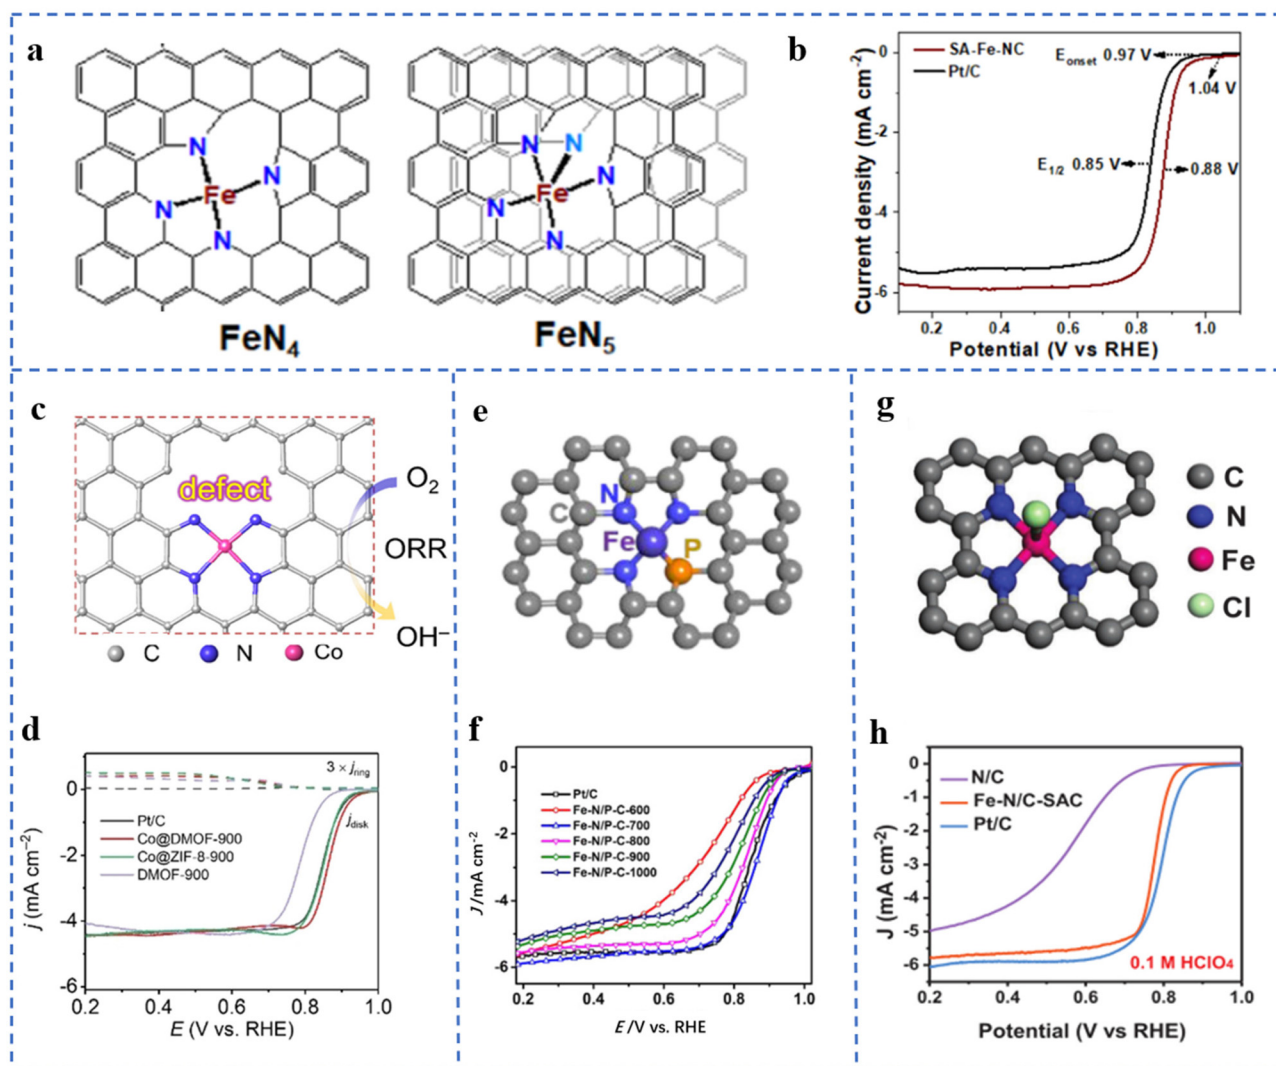 a
N
N
Fe
N
N
FeN4
N
N
Fe
N
N
N
FeN5
b
SA-Fe-NC
Pt/C
Eonset 0.97 V
1.04 V
E1/2 0.85 V
0.88 V
Current density (mA cm-2)
0
-2
-4
-6
0.2 0.4 0.6 0.8 1.0
Potential (V vs RHE)
c
defect
O2
ORR
OH−
C N Co
d
3 × jring
jdisk
Pt/C
Co@DMOF-900
Co@ZIF-8-900
DMOF-900
j (mA cm−2)
0
-2
-4
-6
0.2 0.4 0.6 0.8 1.0
E (V vs. RHE)
e
N
C
Fe
P
f
Pt/C
Fe-N/P-C-600
Fe-N/P-C-700
Fe-N/P-C-800
Fe-N/P-C-900
Fe-N/P-C-1000
J/mA cm-2
0
-2
-4
-6
0.2 0.4 0.6 0.8 1.0
E /V vs. RHE
g
C
N
Fe
Cl
h
N/C
Fe-N/C-SAC
Pt/C
0.1 M HClO4
J (mA cm-2)
0
-1
-2
-3
-4
-5
-6
0.2 0.4 0.6 0.8 1.0
Potential (V vs RHE)